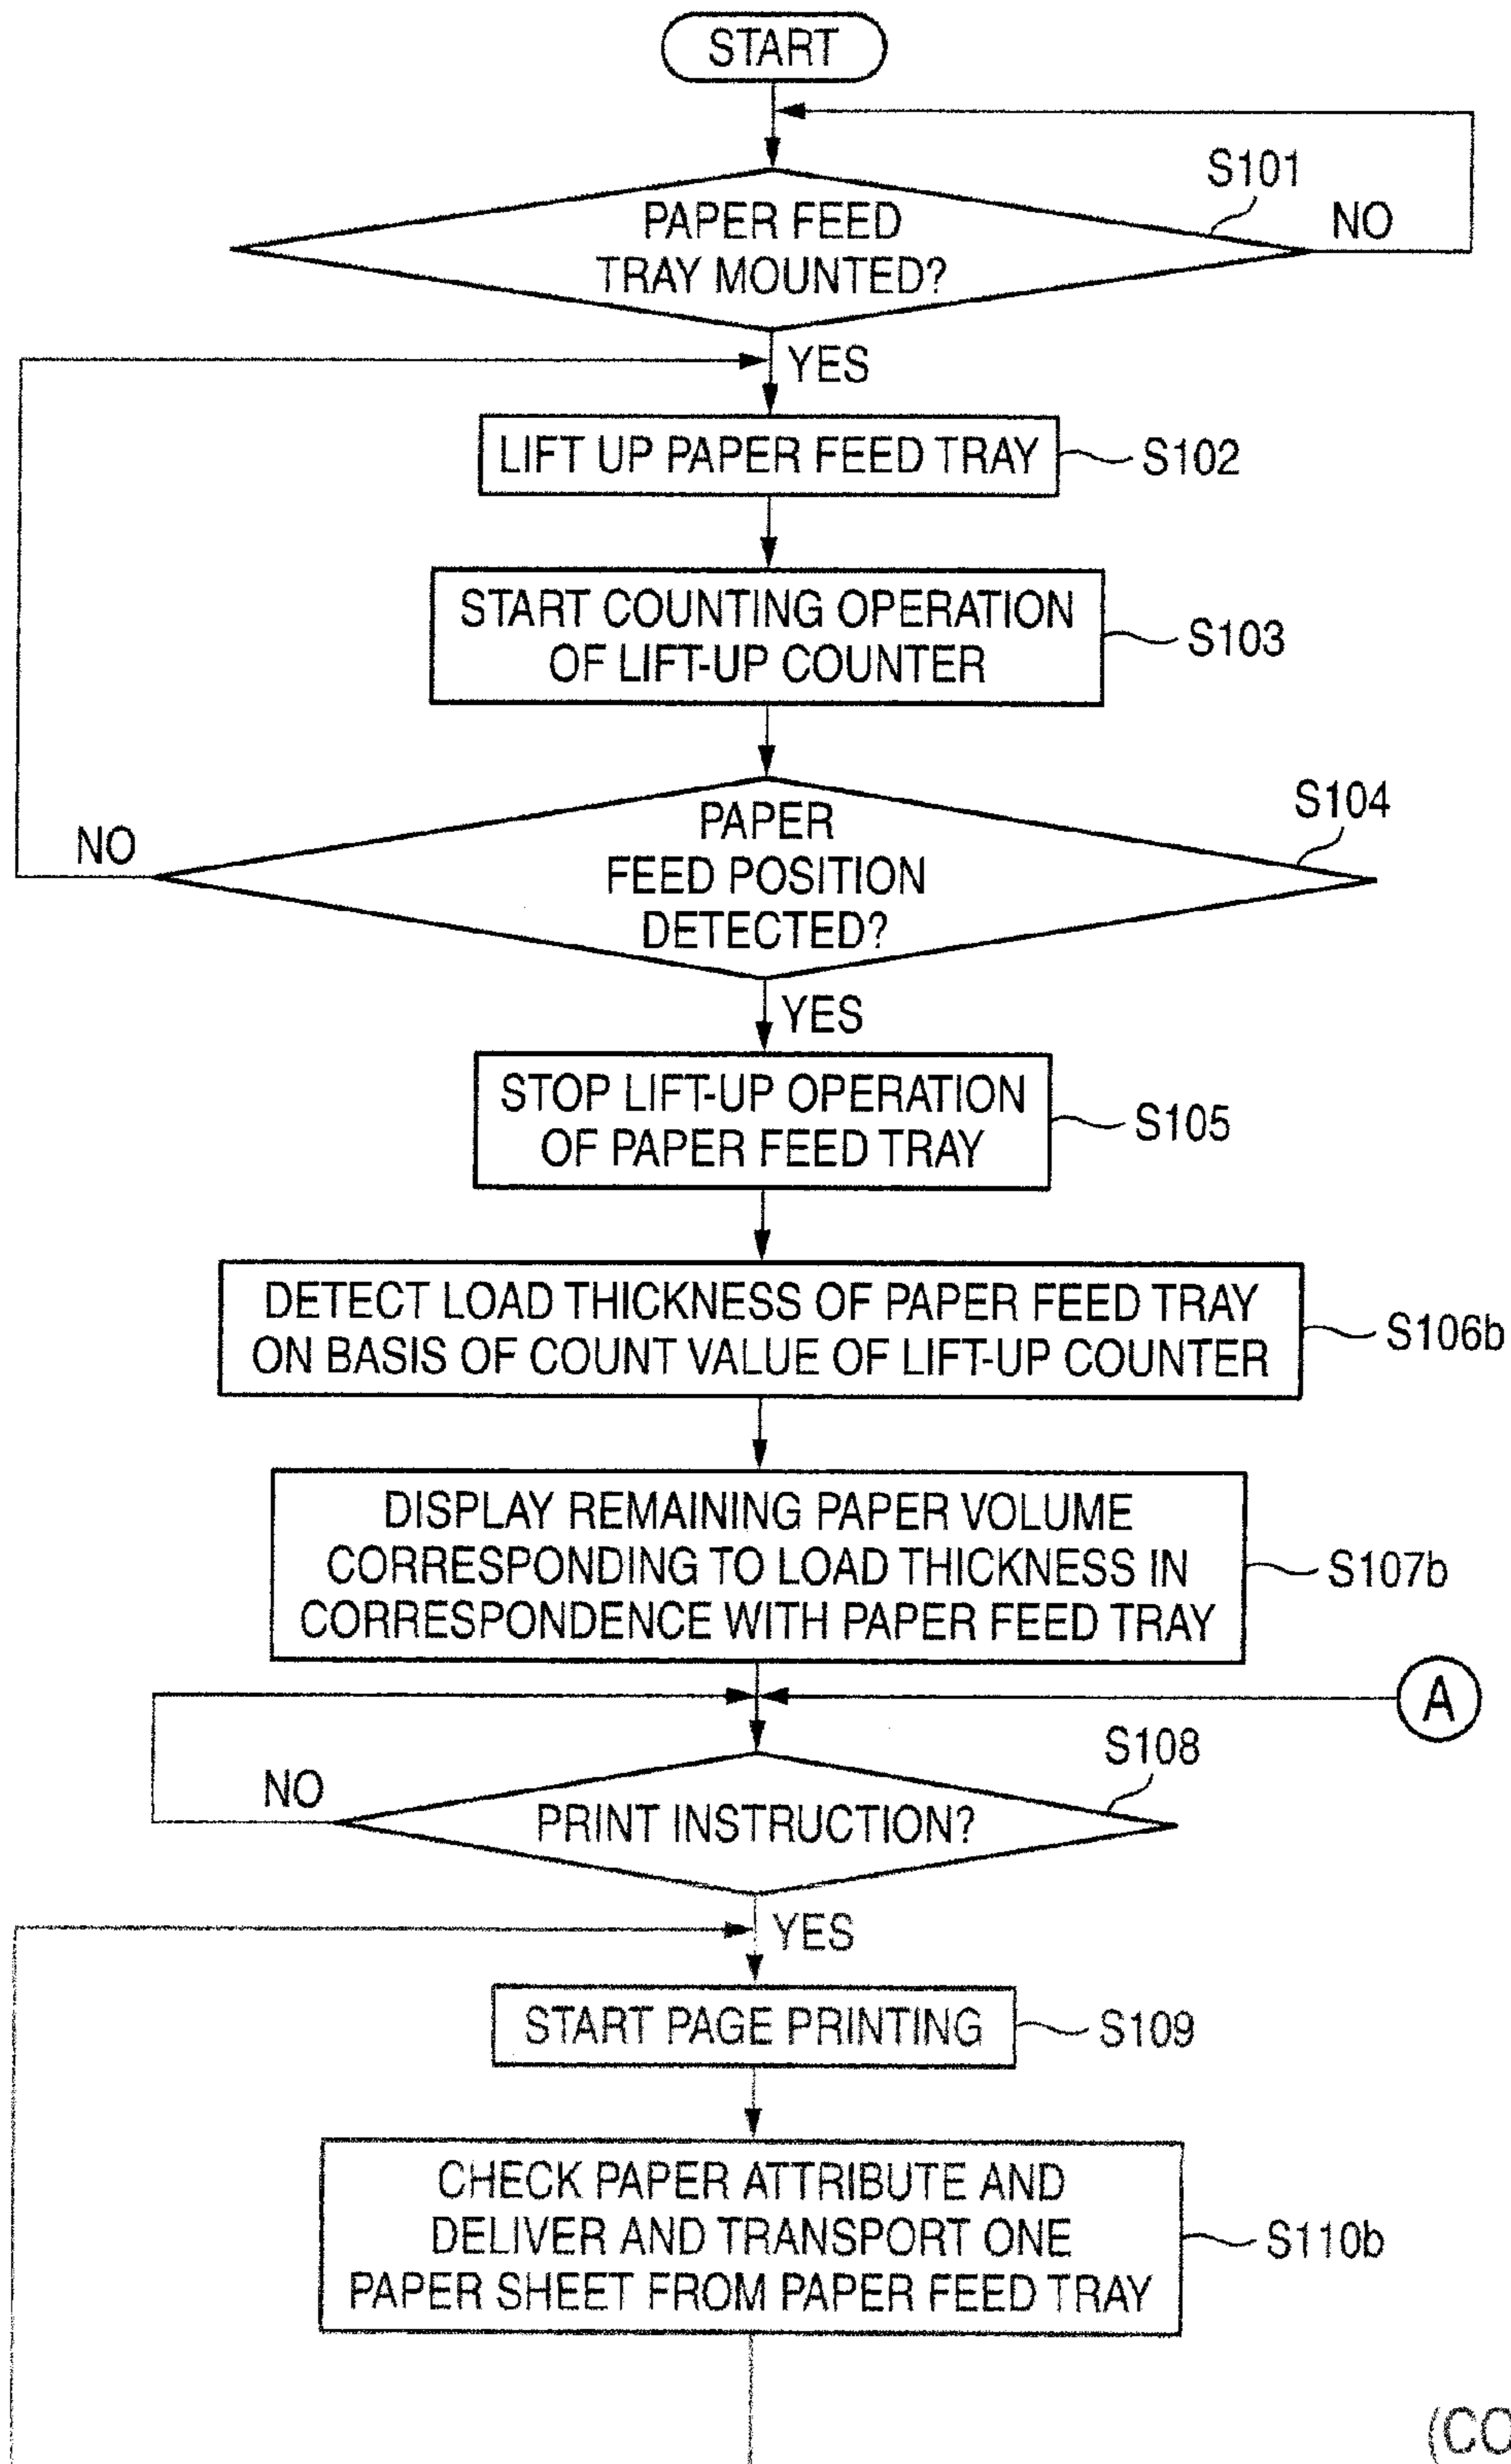 START
S101
PAPER FEED
TRAY MOUNTED?
NO
YES
LIFT UP PAPER FEED TRAY
S102
START COUNTING OPERATION
OF LIFT-UP COUNTER
S103
S104
PAPER
FEED POSITION
DETECTED?
NO
YES
STOP LIFT-UP OPERATION
OF PAPER FEED TRAY
S105
DETECT LOAD THICKNESS OF PAPER FEED TRAY
ON BASIS OF COUNT VALUE OF LIFT-UP COUNTER
S106b
DISPLAY REMAINING PAPER VOLUME
CORRESPONDING TO LOAD THICKNESS IN
CORRESPONDENCE WITH PAPER FEED TRAY
S107b
A
S108
NO
PRINT INSTRUCTION?
YES
START PAGE PRINTING
S109
CHECK PAPER ATTRIBUTE AND
DELIVER AND TRANSPORT ONE
PAPER SHEET FROM PAPER FEED TRAY
S110b